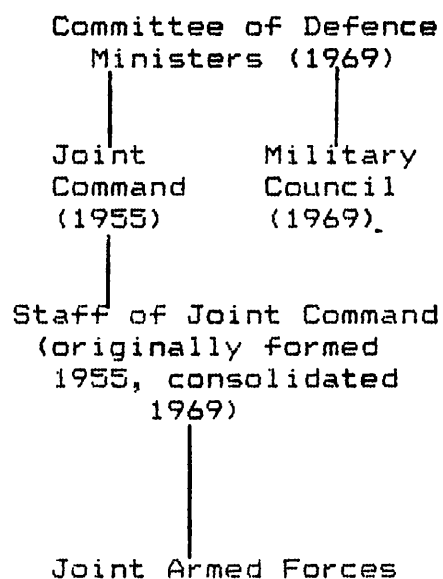 Committee of Defence
Ministers (1969)
Joint Military
Command Council
(1955) (1969).
Staff of Joint Command
(originally formed
1955, consolidated
1969)
Joint Armed Forces